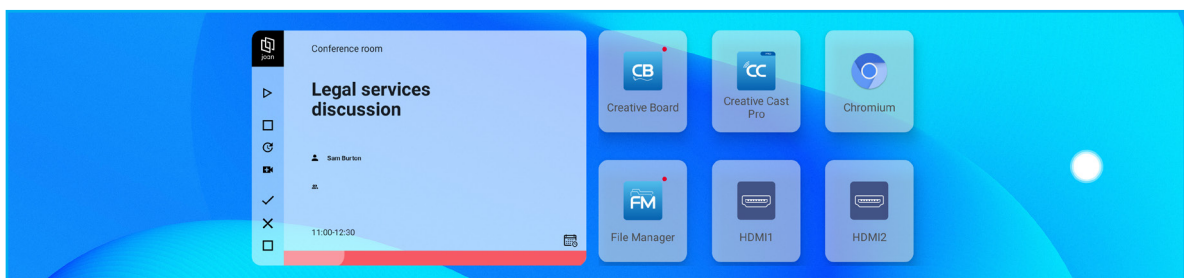 joan
Conference room
Legal services
discussion
Sam Burton
11:00-12:30
CB
Creative Board
CC
Creative Cast
Pro
Chromium
FM
File Manager
HDMI1
HDMI2